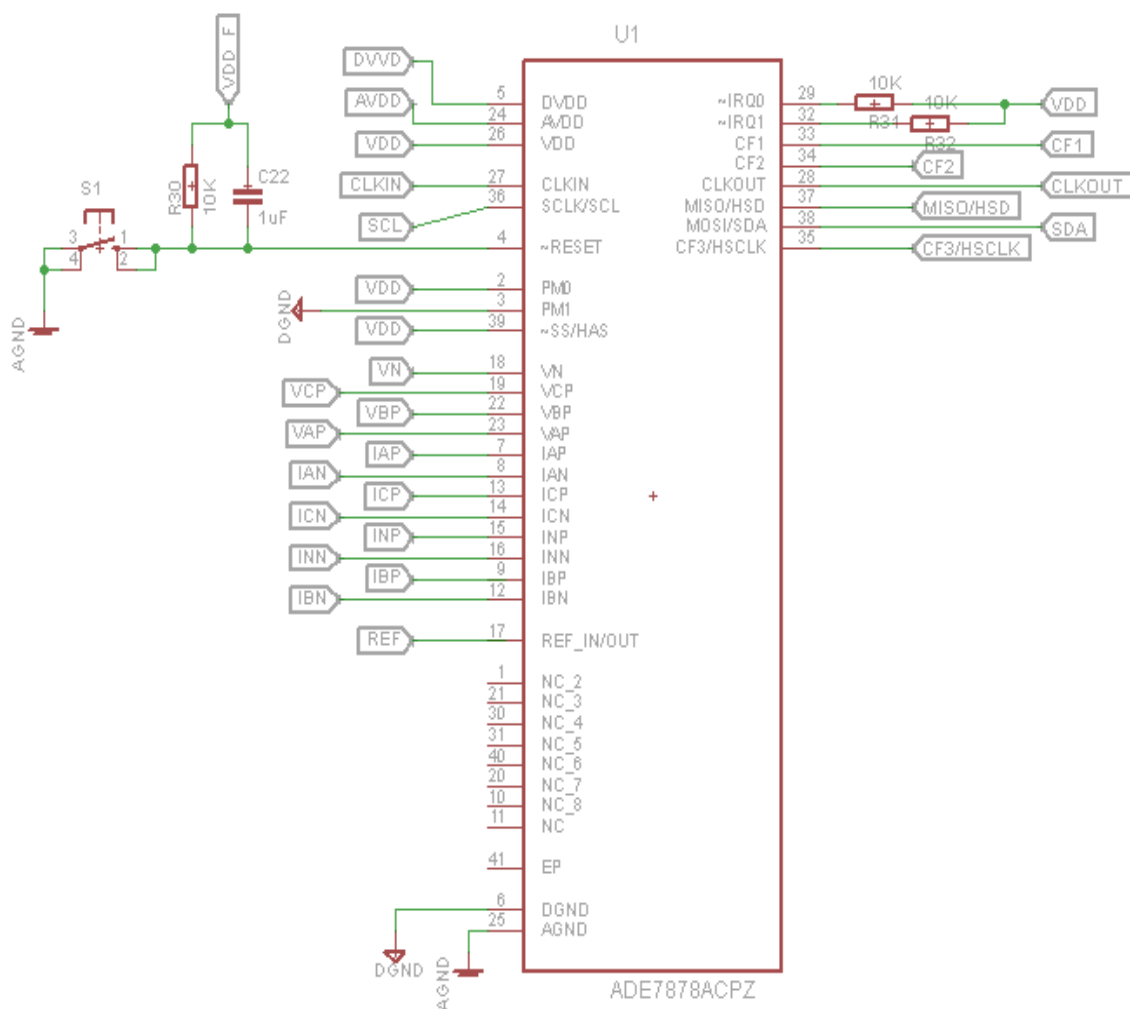 U1
VDD_F
DVVD
5
DVDD
AVDD
24
AVDD
VDD
26
VDD
CLKIN
27
CLKIN
36
SCLK/SCL
SCL
4
~RESET
S1
3
1
4
2
R30
10K
C22
1uF
AGND
VDD
2
PM0
DGND
3
PM1
VDD
39
~SS/HAS
VN
18
VN
VCP
19
VCP
VBP
22
VBP
VAP
23
VAP
IAP
7
IAP
IAN
8
IAN
ICP
13
ICP
ICN
14
ICN
INP
15
INP
INN
16
INN
IBP
9
IBP
IBN
12
IBN
REF
17
REF_IN/OUT
1
NC_2
21
NC_3
30
NC_4
31
NC_5
40
NC_6
20
NC_7
10
NC_8
11
NC
41
EP
6
DGND
25
AGND
DGND
AGND
~IRQ0
29
10K
VDD
~IRQ1
32
R31
10K
R32
CF1
33
CF1
CF2
34
CF2
CLKOUT
28
CLKOUT
MISO/HSD
37
MISO/HSD
MOSI/SDA
38
SDA
CF3/HSCLK
35
CF3/HSCLK
ADE7878ACPZ